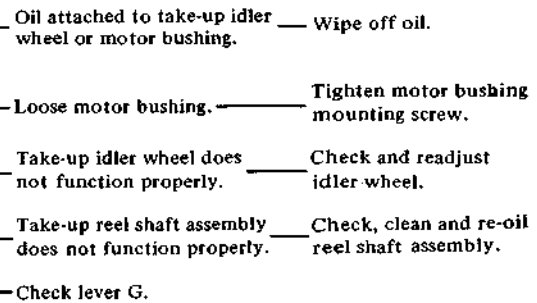 Oil attached to take-up idler
wheel or motor bushing.
Wipe off oil.
Loose motor bushing.
Tighten motor bushing
mounting screw.
Take-up idler wheel does
not function properly.
Check and readjust
idler wheel.
Take-up reel shaft assembly
does not function properly.
Check, clean and re-oil
reel shaft assembly.
Check lever G.